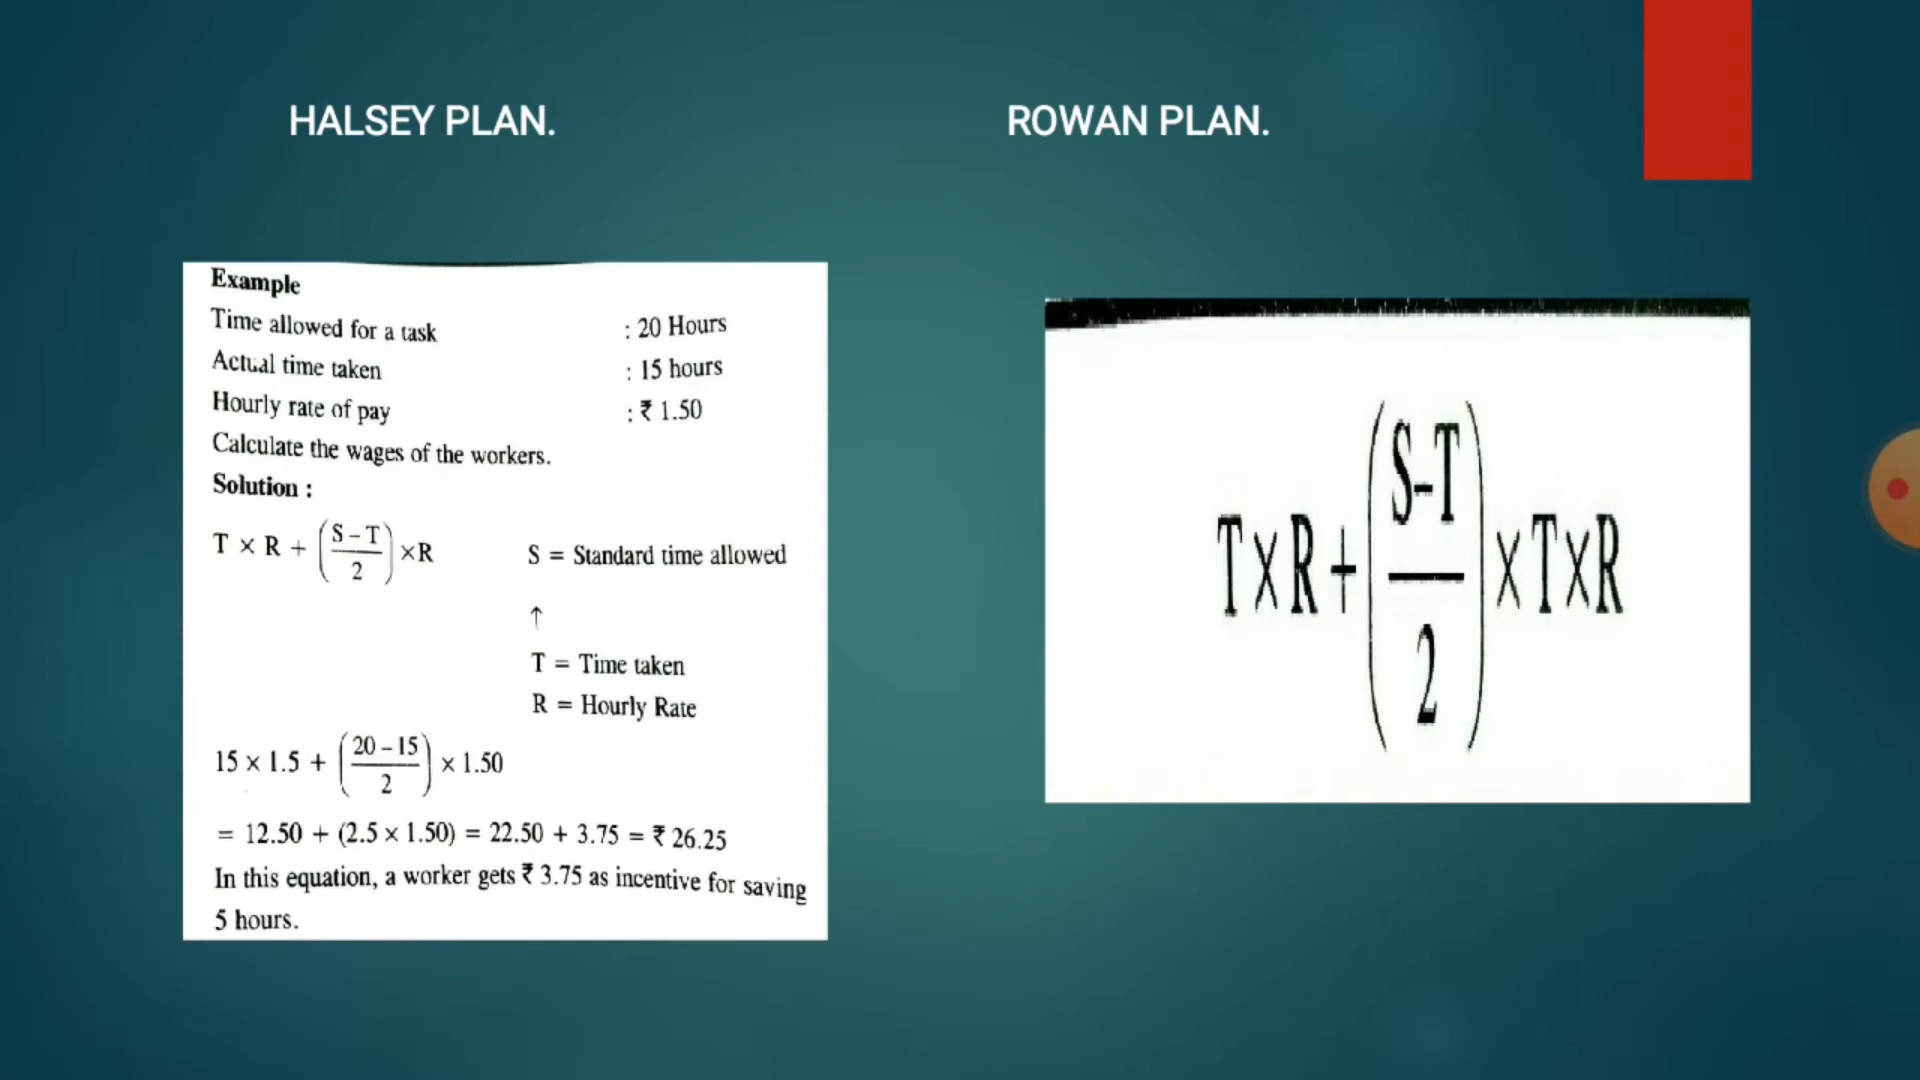 HALSEY PLAN.
Example
Time allowed for a task : 20 Hours
Actual time taken : 15 hours
Hourly rate of pay : ₹ 1.50
Calculate the wages of the workers.
Solution :
T × R + ((S – T)/2) ×R S = Standard time allowed
↑
T = Time taken
R = Hourly Rate
15 × 1.5 + ((20 – 15)/2) × 1.50
= 12.50 + (2.5 × 1.50) = 22.50 + 3.75 = ₹ 26.25
In this equation, a worker gets ₹ 3.75 as incentive for saving
5 hours.
ROWAN PLAN.
T×R+((S–T)/2)×T×R